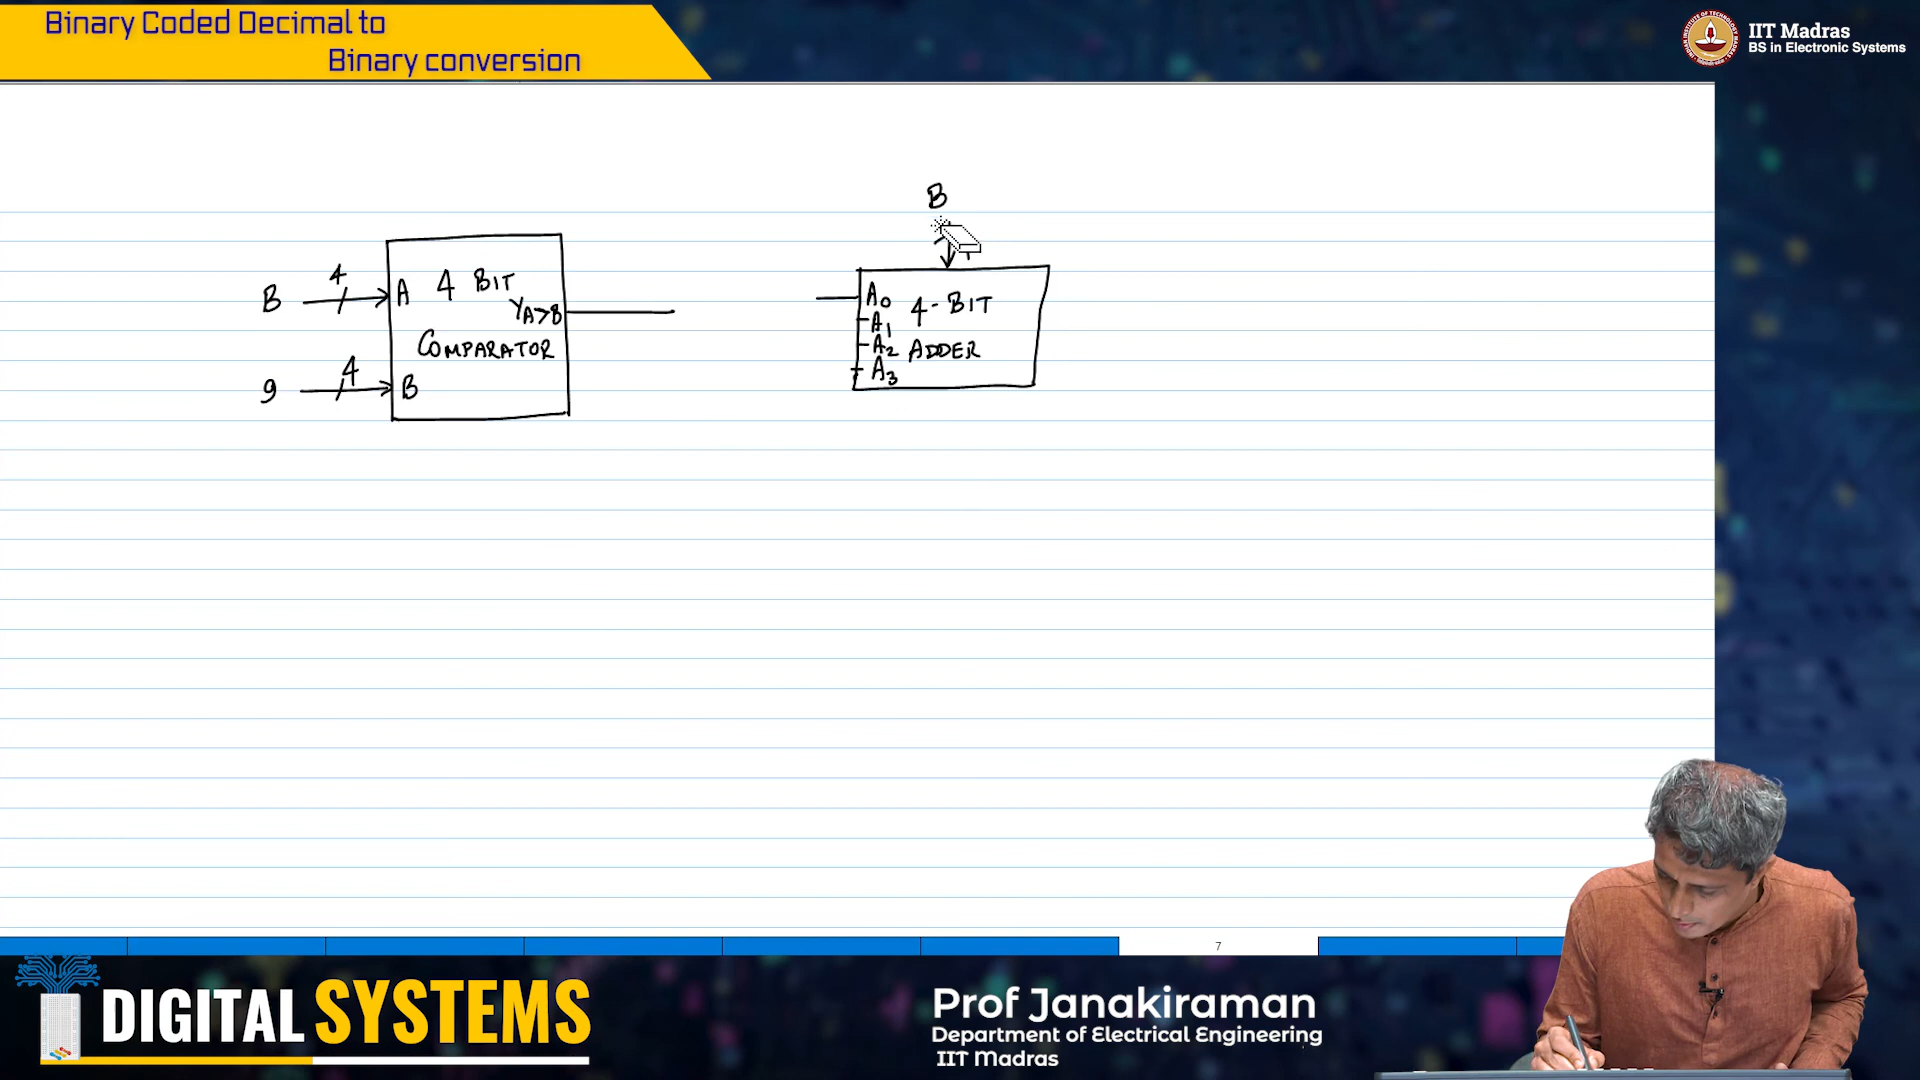 Binary Coded Decimal to
Binary conversion
IIT Madras
BS in Electronic Systems
B
4
B
A 4 BIT
Y A>B
COMPARATOR
4
9
B
A0 4-BIT
A1
A2 ADDER
A3
7
DIGITAL SYSTEMS
Prof Janakiraman
Department of Electrical Engineering
IIT Madras